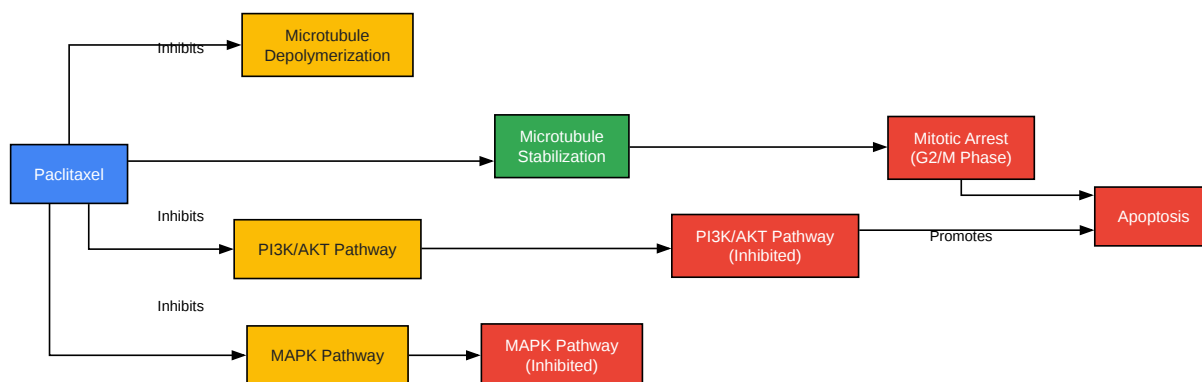 Inhibits
Microtubule
Depolymerization
Paclitaxel
Microtubule
Stabilization
Mitotic Arrest
(G2/M Phase)
Inhibits
PI3K/AKT Pathway
PI3K/AKT Pathway
(Inhibited)
Promotes
Apoptosis
Inhibits
MAPK Pathway
MAPK Pathway
(Inhibited)